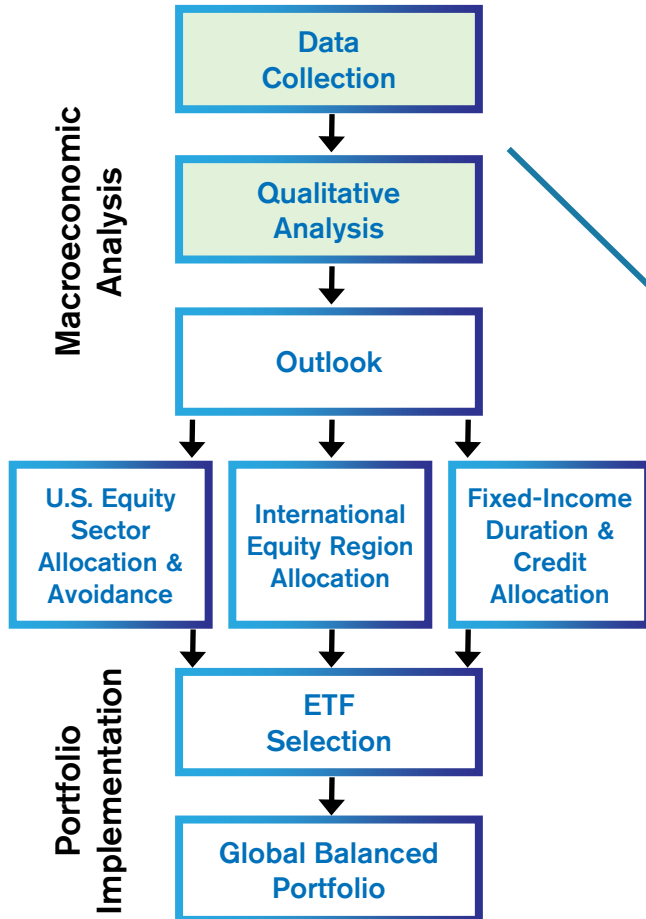 Data
Collection
Macroeconomic
Analysis
Qualitative
Analysis
Outlook
U.S. Equity
Sector
Allocation &
Avoidance
International
Equity Region
Allocation
Fixed-Income
Duration &
Credit
Allocation
Portfolio
Implementation
ETF
Selection
Global Balanced
Portfolio